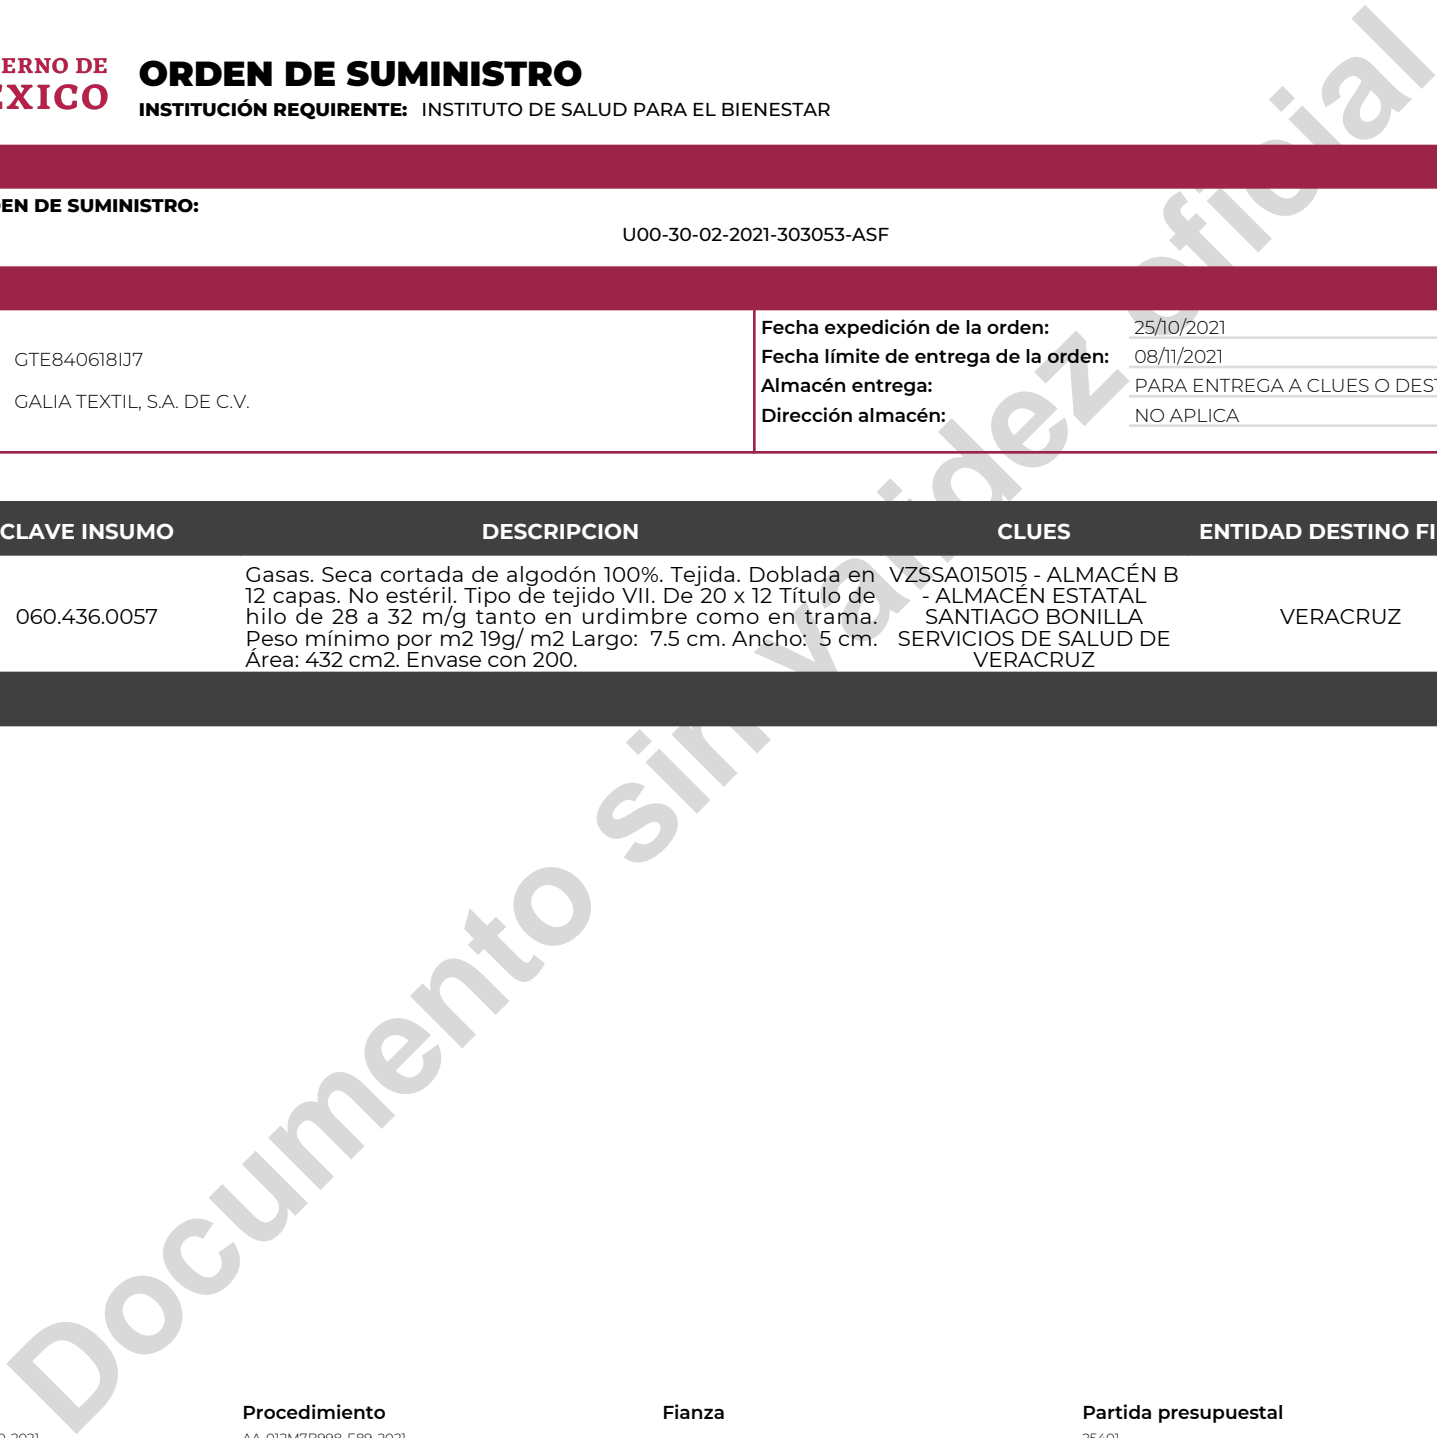 ERNO DE
ÉXICO
ORDEN DE SUMINISTRO
INSTITUCIÓN REQUIRENTE: INSTITUTO DE SALUD PARA EL BIENESTAR
EN DE SUMINISTRO:
U00-30-02-2021-303053-ASF
GTE840618IJ7
GALIA TEXTIL, S.A. DE C.V.
Fecha expedición de la orden: 25/10/2021
Fecha límite de entrega de la orden: 08/11/2021
Almacén entrega: PARA ENTREGA A CLUES O DEST
Dirección almacén: NO APLICA
CLAVE INSUMO DESCRIPCION CLUES ENTIDAD DESTINO FI
060.436.0057
Gasas. Seca cortada de algodón 100%. Tejida. Doblada en
12 capas. No estéril. Tipo de tejido VII. De 20 x 12 Título de
hilo de 28 a 32 m/g tanto en urdimbre como en trama.
Peso mínimo por m2 19g/ m2 Largo: 7.5 cm. Ancho: 5 cm.
Área: 432 cm2. Envase con 200.
VZSSA015015 - ALMACÉN B
- ALMACÉN ESTATAL
SANTIAGO BONILLA
SERVICIOS DE SALUD DE
VERACRUZ
VERACRUZ
Documento sin validez oficial
Procedimiento Fianza Partida presupuestal